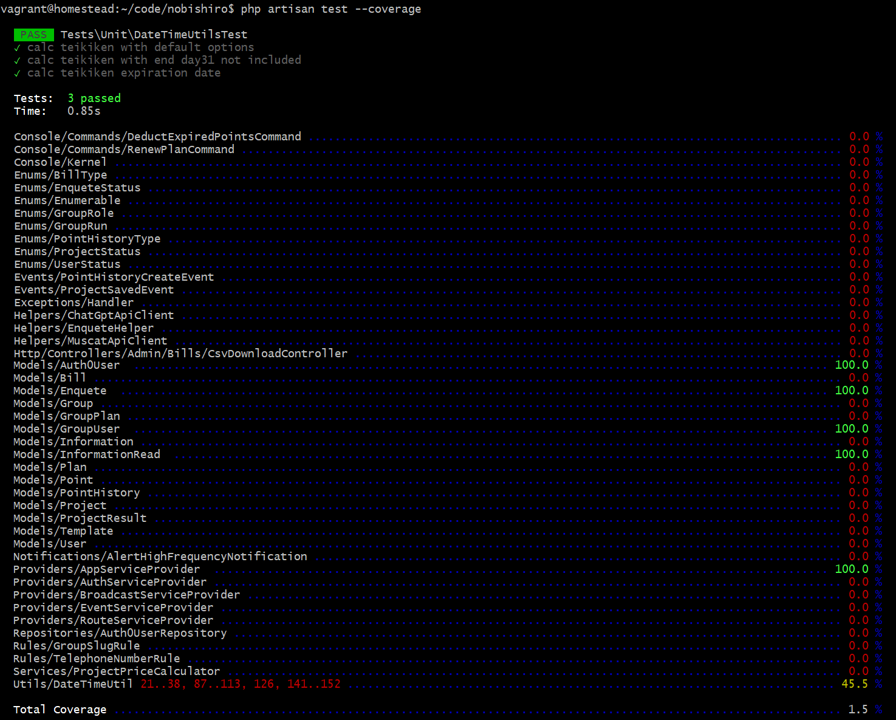 vagrant@homestead:~/code/nobishiro$ php artisan test --coverage
PASS Tests\Unit\DateTimeUtilsTest
✓ calc teikiken with default options
✓ calc teikiken with end day31 not included
✓ calc teikiken expiration date
Tests: 3 passed
Time: 0.85s
Console/Commands/DeductExpiredPointsCommand 0.0 %
Console/Commands/RenewPlanCommand 0.0 %
Console/Kernel 0.0 %
Enums/BillType 0.0 %
Enums/EnqueteStatus 0.0 %
Enums/Enumerable 0.0 %
Enums/GroupRole 0.0 %
Enums/GroupRun 0.0 %
Enums/PointHistoryType 0.0 %
Enums/ProjectStatus 0.0 %
Enums/UserStatus 0.0 %
Events/PointHistoryCreateEvent 0.0 %
Events/ProjectSavedEvent 0.0 %
Exceptions/Handler 0.0 %
Helpers/ChatGptApiClient 0.0 %
Helpers/EnqueteHelper 0.0 %
Helpers/MuscatApiClient 0.0 %
Http/Controllers/Admin/Bills/CsvDownloadController 0.0 %
Models/Auth0User 100.0 %
Models/Bill 0.0 %
Models/Enquete 100.0 %
Models/Group 0.0 %
Models/GroupPlan 0.0 %
Models/GroupUser 100.0 %
Models/Information 0.0 %
Models/InformationRead 100.0 %
Models/Plan 0.0 %
Models/Point 0.0 %
Models/PointHistory 0.0 %
Models/Project 0.0 %
Models/ProjectResult 0.0 %
Models/Template 0.0 %
Models/User 0.0 %
Notifications/AlertHighFrequencyNotification 0.0 %
Providers/AppServiceProvider 100.0 %
Providers/AuthServiceProvider 0.0 %
Providers/BroadcastServiceProvider 0.0 %
Providers/EventServiceProvider 0.0 %
Providers/RouteServiceProvider 0.0 %
Repositories/Auth0UserRepository 0.0 %
Rules/GroupSlugRule 0.0 %
Rules/TelephoneNumberRule 0.0 %
Services/ProjectPriceCalculator 0.0 %
Utils/DateTimeUtil 21..38, 87..113, 126, 141..152 45.5 %
Total Coverage 1.5 %